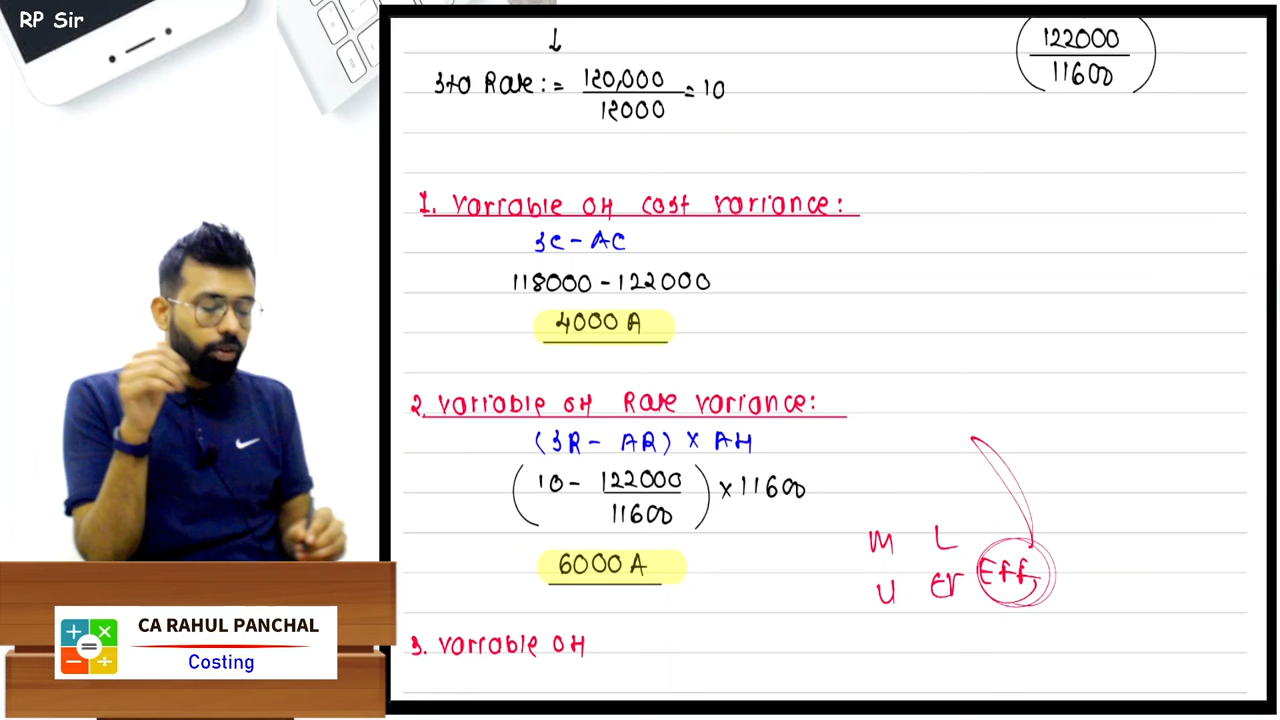 RP Sir
↓
Std Rate := 120,000 / 12000 = 10
(122000 / 11600)
1. Variable OH Cost Variance:
SC - AC
118000 - 122000
4000 A
2. Variable OH Rate Variance:
(SR - AR) × AH
(10 - 122000 / 11600) × 11600
6000 A
M L
U Er Eff
3. Variable OH
CA RAHUL PANCHAL
Costing